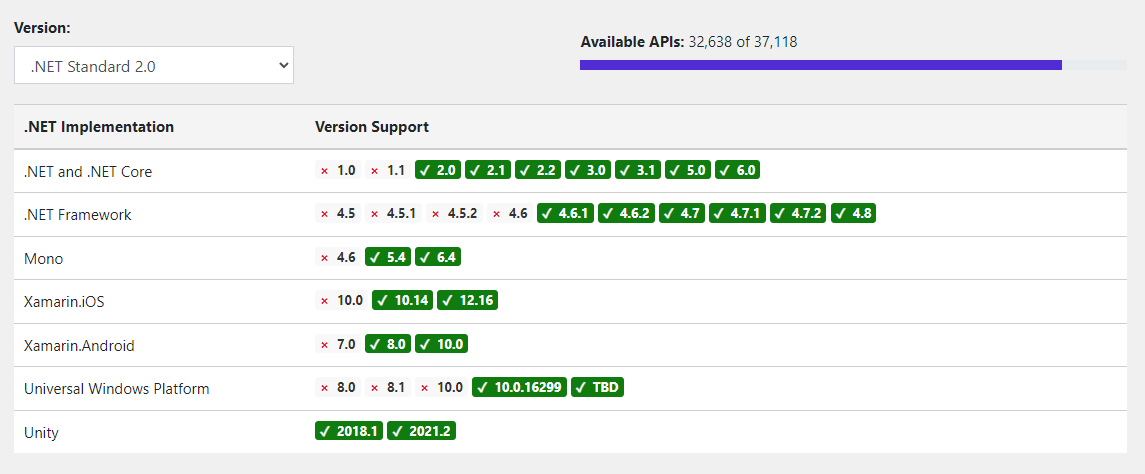 Version:
.NET Standard 2.0
Available APIs: 32,638 of 37,118
.NET Implementation Version Support
.NET and .NET Core × 1.0 × 1.1 ✓ 2.0 ✓ 2.1 ✓ 2.2 ✓ 3.0 ✓ 3.1 ✓ 5.0 ✓ 6.0
.NET Framework × 4.5 × 4.5.1 × 4.5.2 × 4.6 ✓ 4.6.1 ✓ 4.6.2 ✓ 4.7 ✓ 4.7.1 ✓ 4.7.2 ✓ 4.8
Mono × 4.6 ✓ 5.4 ✓ 6.4
Xamarin.iOS × 10.0 ✓ 10.14 ✓ 12.16
Xamarin.Android × 7.0 ✓ 8.0 ✓ 10.0
Universal Windows Platform × 8.0 × 8.1 × 10.0 ✓ 10.0.16299 ✓ TBD
Unity ✓ 2018.1 ✓ 2021.2